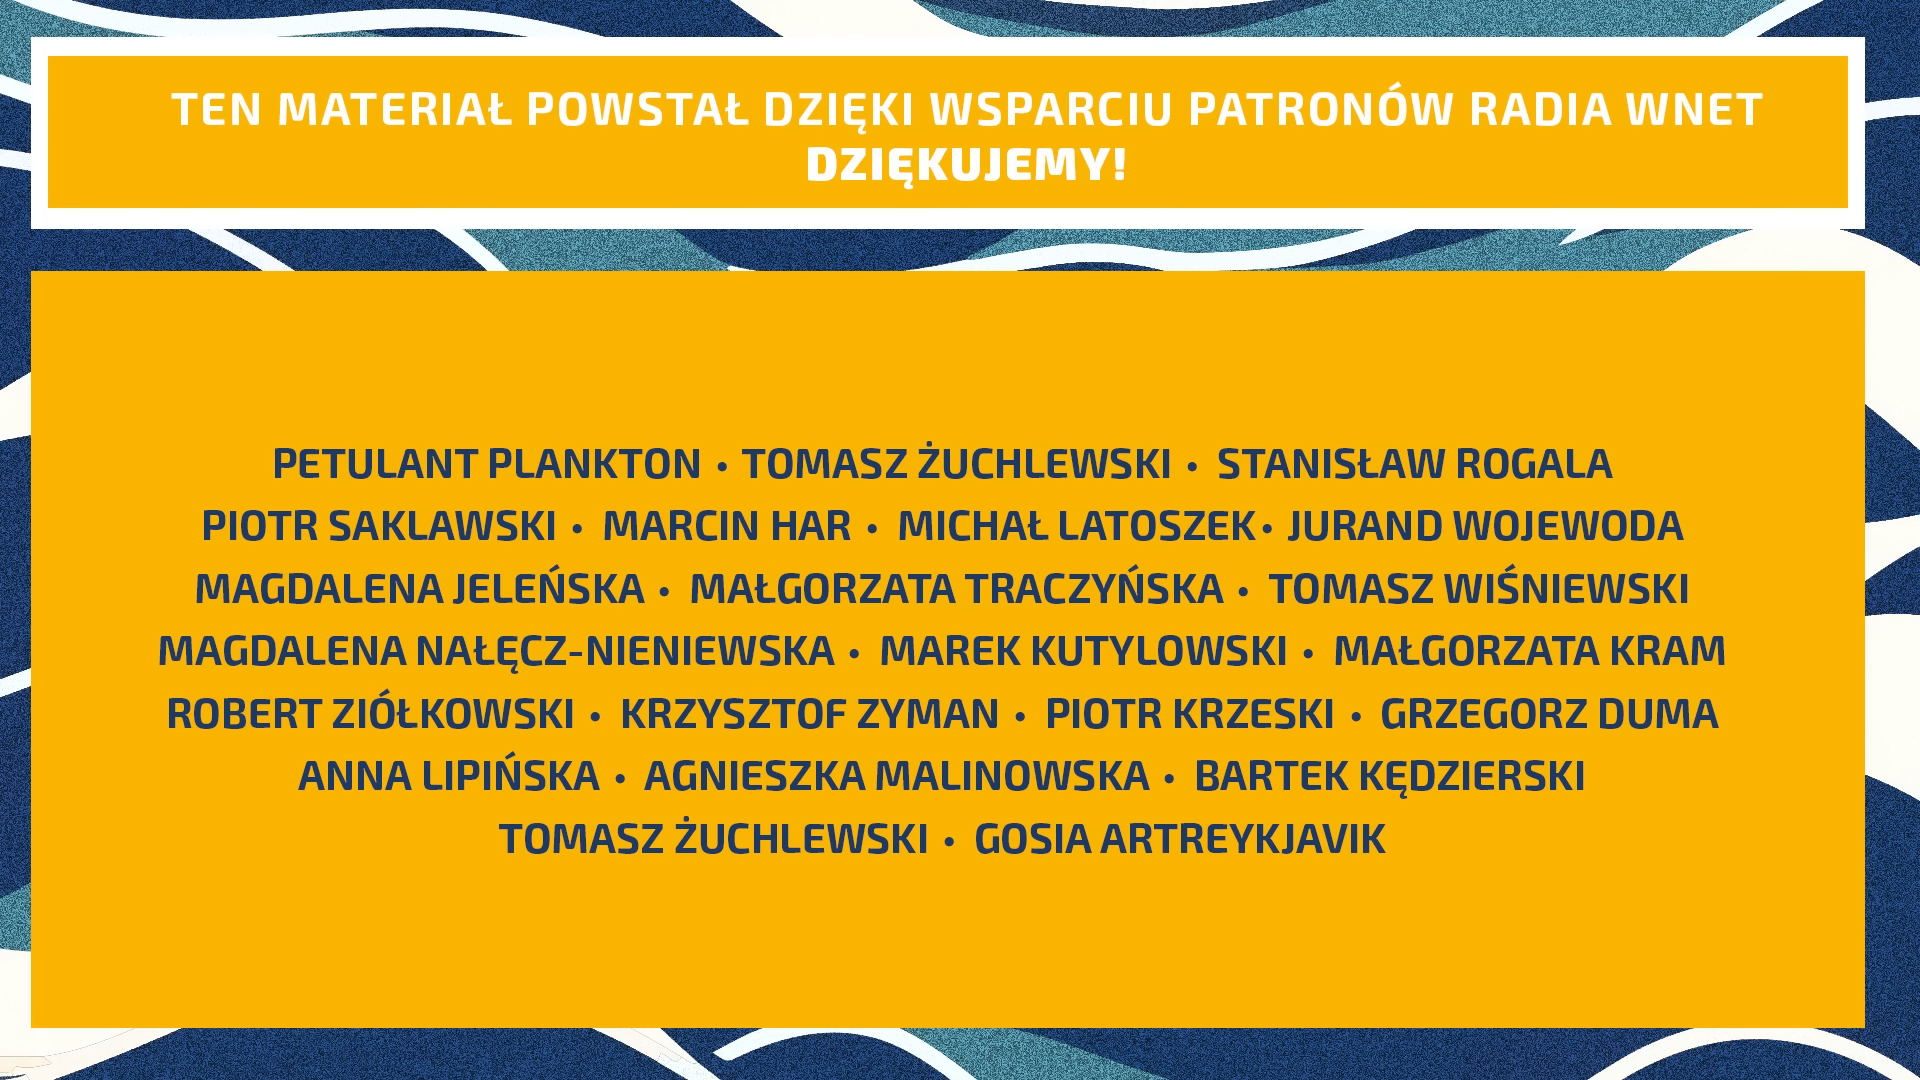 TEN MATERIAŁ POWSTAŁ DZIĘKI WSPARCIU PATRONÓW RADIA WNET
DZIĘKUJEMY!
PETULANT PLANKTON • TOMASZ ŻUCHLEWSKI • STANISŁAW ROGALA
PIOTR SAKLAWSKI • MARCIN HAR • MICHAŁ LATOSZEK • JURAND WOJEWODA
MAGDALENA JELEŃSKA • MAŁGORZATA TRACZYŃSKA • TOMASZ WIŚNIEWSKI
MAGDALENA NAŁĘCZ-NIENIEWSKA • MAREK KUTYLOWSKI • MAŁGORZATA KRAM
ROBERT ZIÓŁKOWSKI • KRZYSZTOF ZYMAN • PIOTR KRZESKI • GRZEGORZ DUMA
ANNA LIPIŃSKA • AGNIESZKA MALINOWSKA • BARTEK KĘDZIERSKI
TOMASZ ŻUCHLEWSKI • GOSIA ARTREYKJAVIK